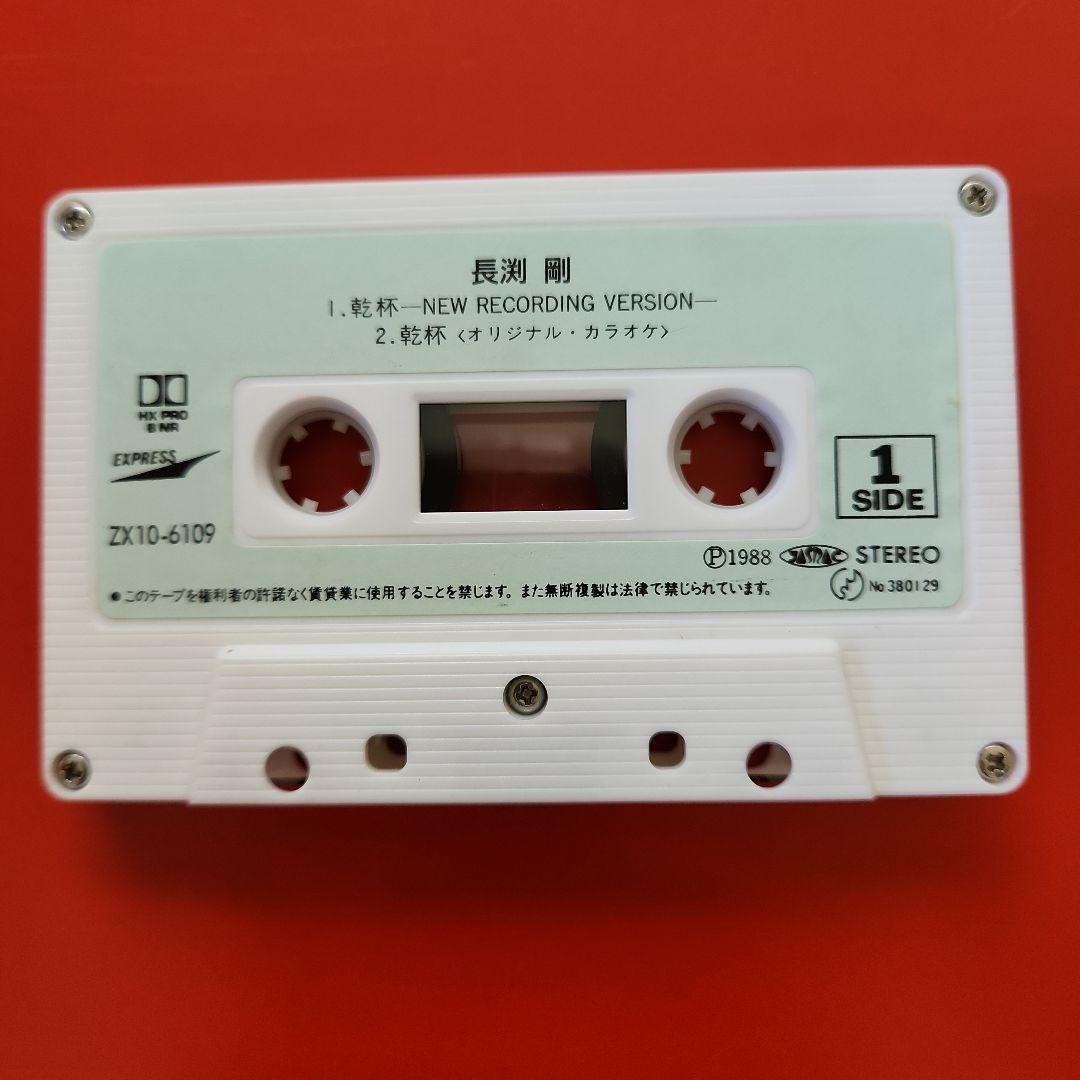 長渕 剛
1.乾杯—NEW RECORDING VERSION—
2.乾杯〈オリジナル・カラオケ〉
HX PRO
B NR
EXPRESS
ZX10-6109
1
SIDE
Ⓟ1988 JASRAC STEREO
●このテープを権利者の許諾なく賃貸業に使用することを禁じます。また無断複製は法律で禁じられています。
No 380129